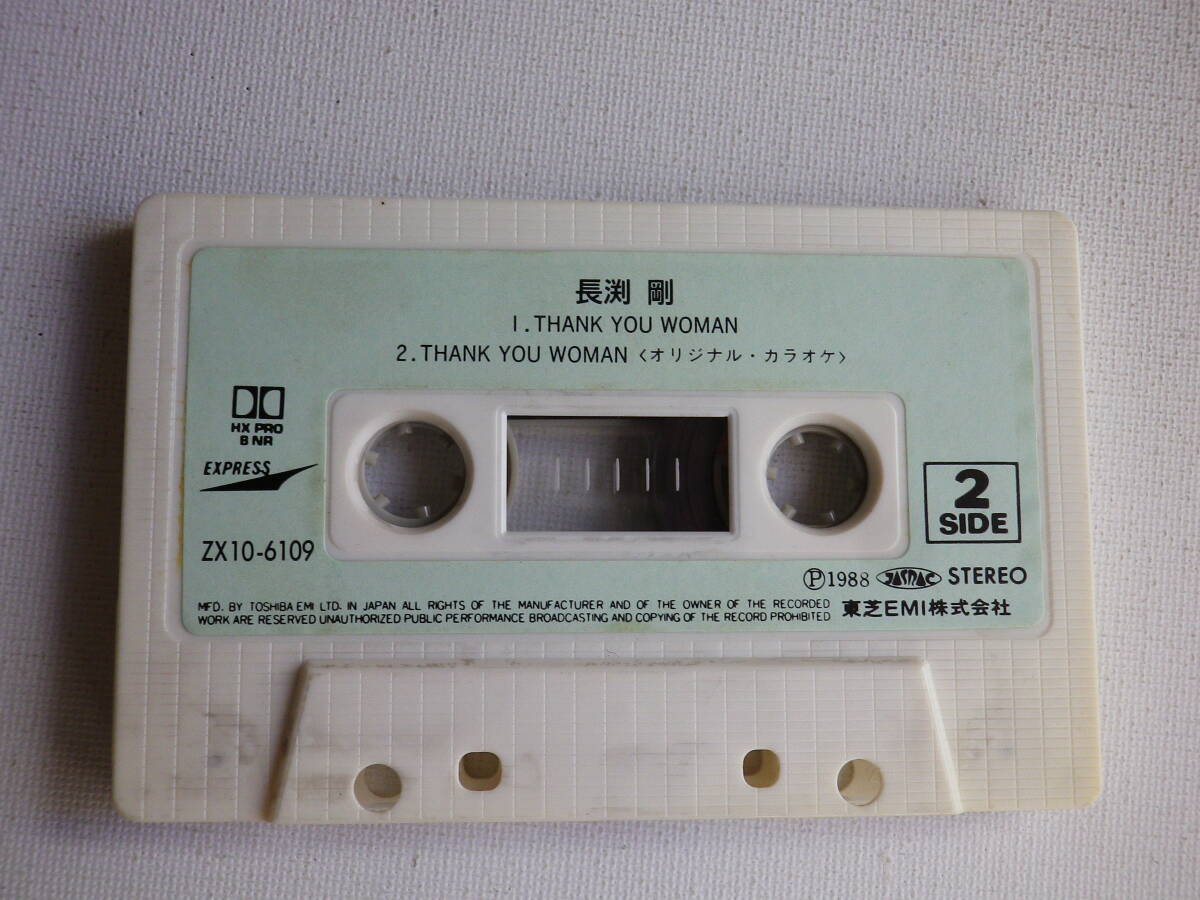 長渕 剛
1.THANK YOU WOMAN
2.THANK YOU WOMAN〈オリジナル・カラオケ〉
HX PRO
B NR
EXPRESS
ZX10-6109
2
SIDE
Ⓟ1988 JASRAC STEREO
MFD. BY TOSHIBA EMI LTD. IN JAPAN ALL RIGHTS OF THE MANUFACTURER AND OF THE OWNER OF THE RECORDED
WORK ARE RESERVED UNAUTHORIZED PUBLIC PERFORMANCE BROADCASTING AND COPYING OF THE RECORD PROHIBITED
東芝EMI株式会社